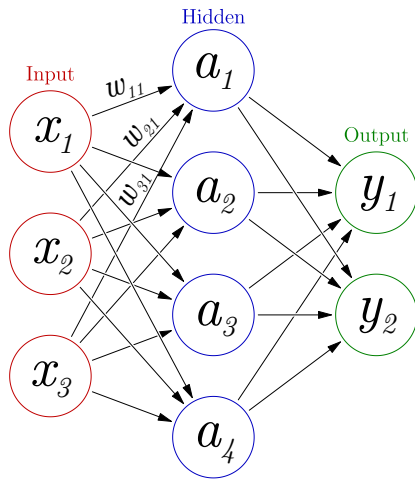 Hidden
Input
Output
w11
w21
w31
x1
x2
x3
a1
a2
a3
a4
y1
y2